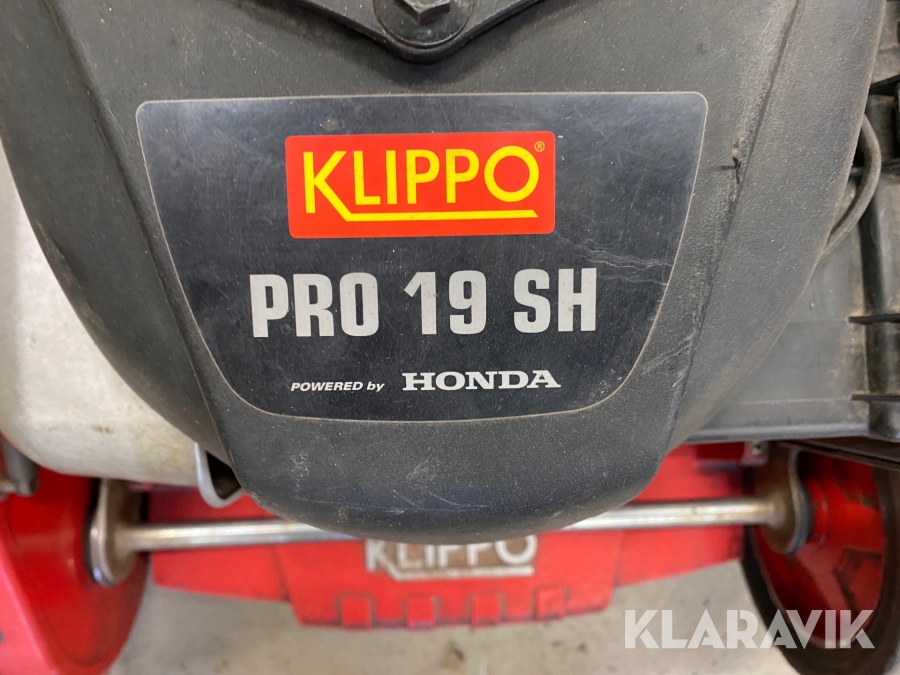 KLIPPO®
PRO 19 SH
POWERED by HONDA
KLIPPO
KLARAVIK